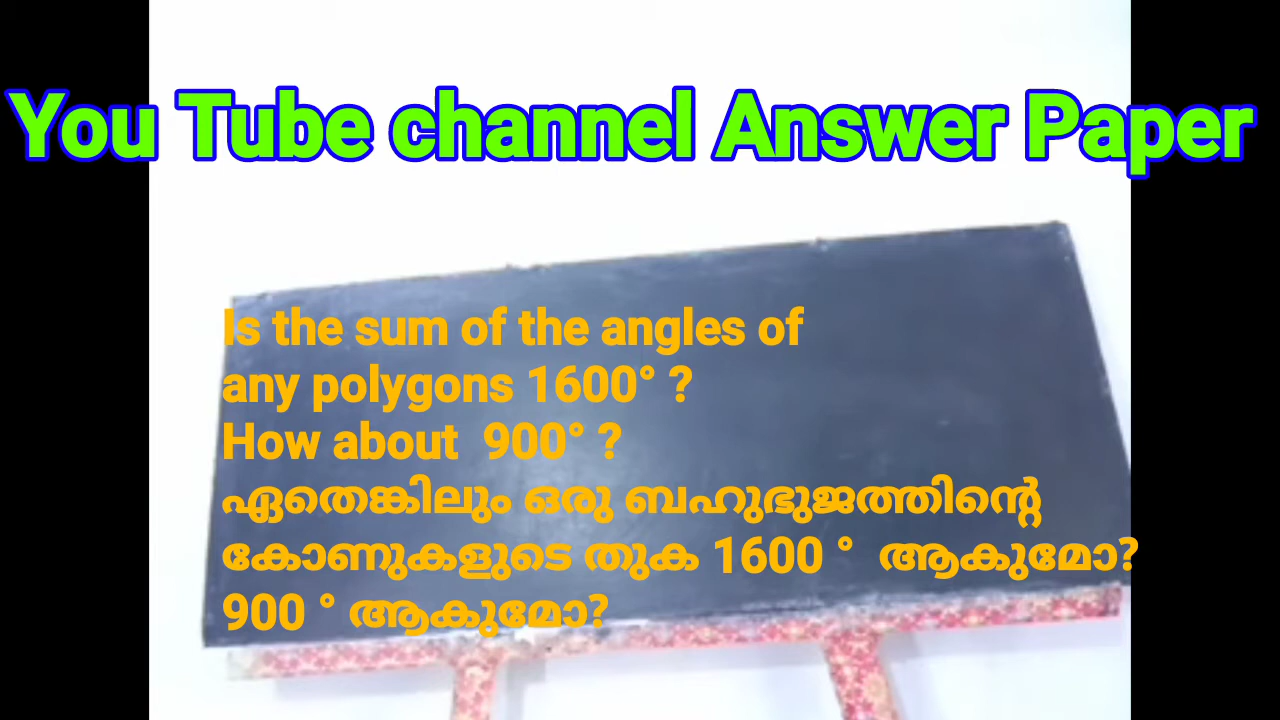 You Tube channel Answer Paper
Is the sum of the angles of
any polygons 1600° ?
How about 900° ?
ഏതെങ്കിലും ഒരു ബഹുഭുജത്തിന്റെ
കോണുകളുടെ തുക 1600 ° ആകുമോ?
900 ° ആകുമോ?